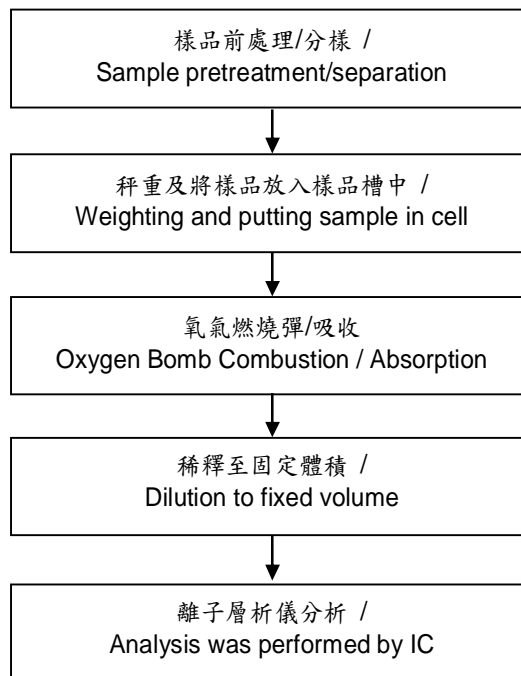 樣品前處理/分樣 /
Sample pretreatment/separation
秤重及將樣品放入樣品槽中 /
Weighting and putting sample in cell
氧氣燃燒彈/吸收
Oxygen Bomb Combustion / Absorption
稀釋至固定體積 /
Dilution to fixed volume
離子層析儀分析 /
Analysis was performed by IC